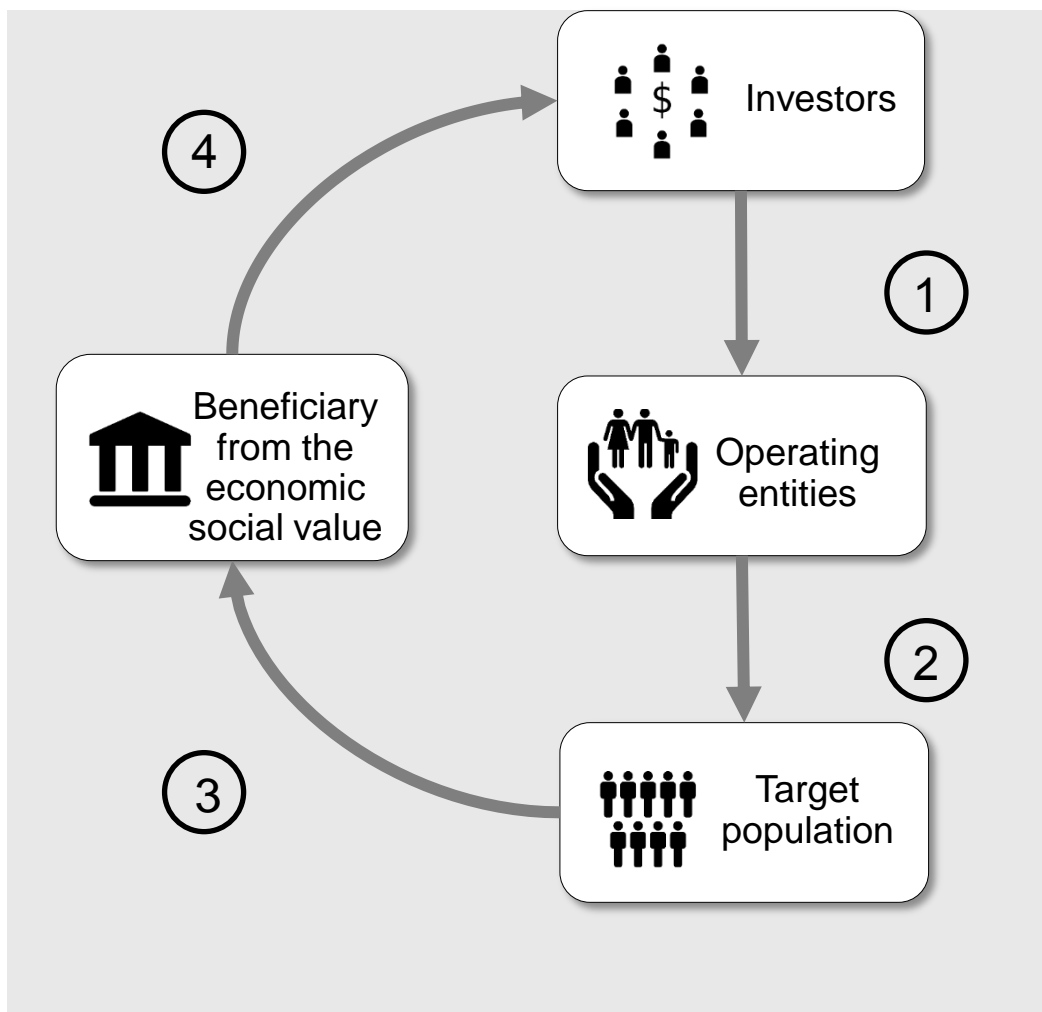 $
Investors
4
1
Beneficiary
from the
economic
social value
Operating
entities
2
3
Target
population